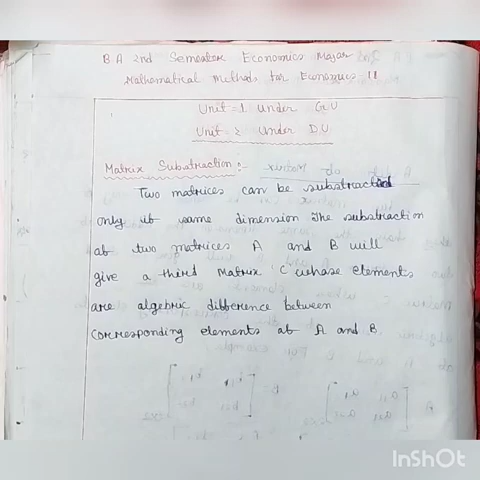 B.A 2nd Semester Economics Major
Mathematical Methods for Economics II
Unit = 1 under G.U
Unit = 2 under D.U
Matrix Substraction :-
Two matrices can be substracted
only if same dimension The substraction
of two matrices A and B will
give a third Matrix 'C' whose elements
are algebric difference between
corresponding elements of A and B.
InShOt